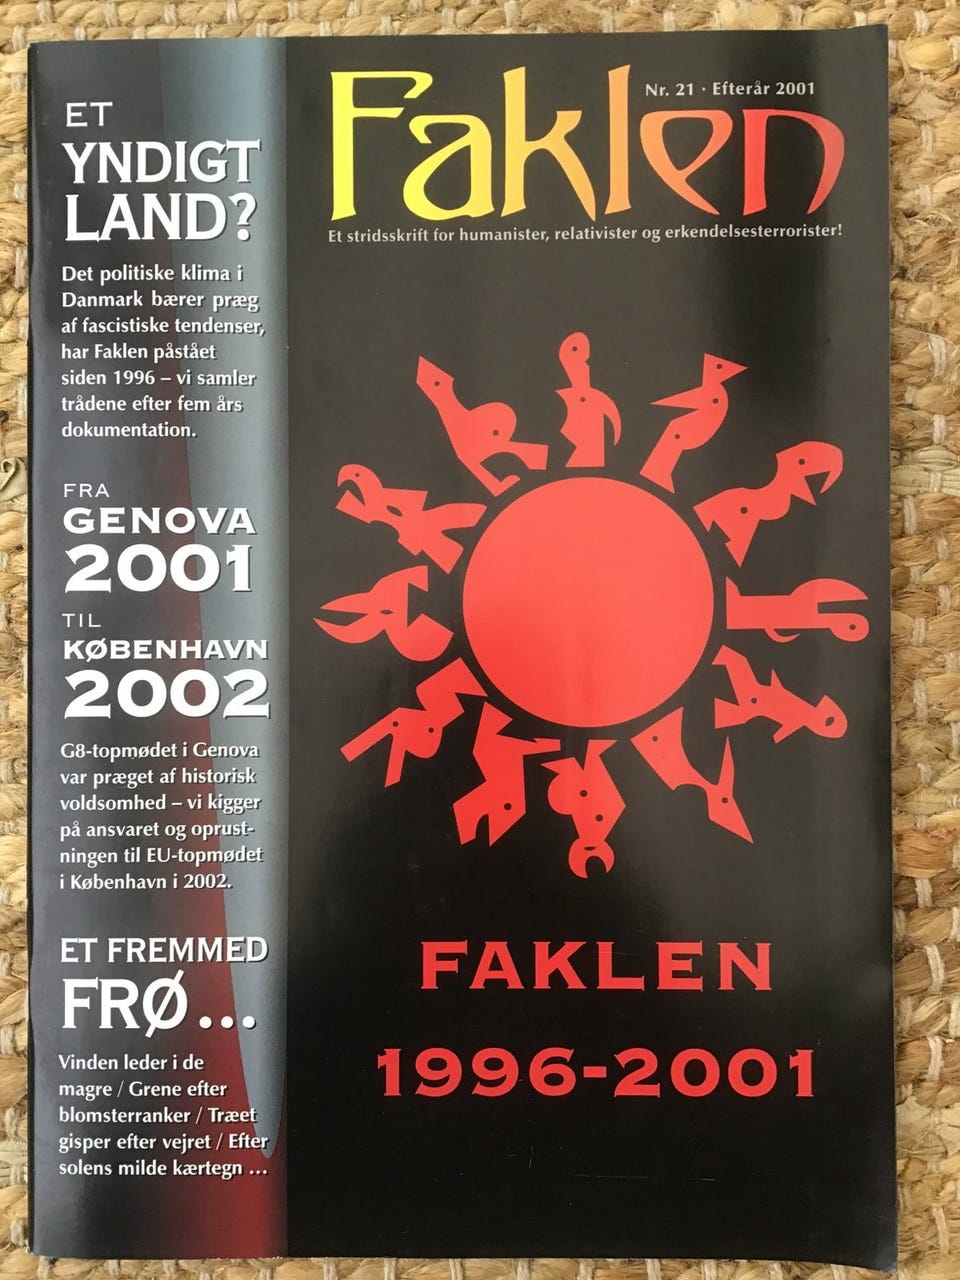 ET
YNDIGT
LAND?
Det politiske klima i
Danmark bærer præg
af fascistiske tendenser,
har Faklen påstået
siden 1996 – vi samler
trådene efter fem års
dokumentation.
FRA
GENOVA
2001
TIL
KØBENHAVN
2002
G8-topmødet i Genova
var præget af historisk
voldsomhed – vi kigger
på ansvaret og oprust-
ningen til EU-topmødet
i København i 2002.
ET FREMMED
FRØ...
Vinden leder i de
magre / Grene efter
blomsterranker / Træet
gisper efter vejret / Efter
solens milde kærtegn ...
Nr. 21 · Efterår 2001
Faklen
Et stridsskrift for humanister, relativister og erkendelsesterrorister!
FAKLEN
1996-2001